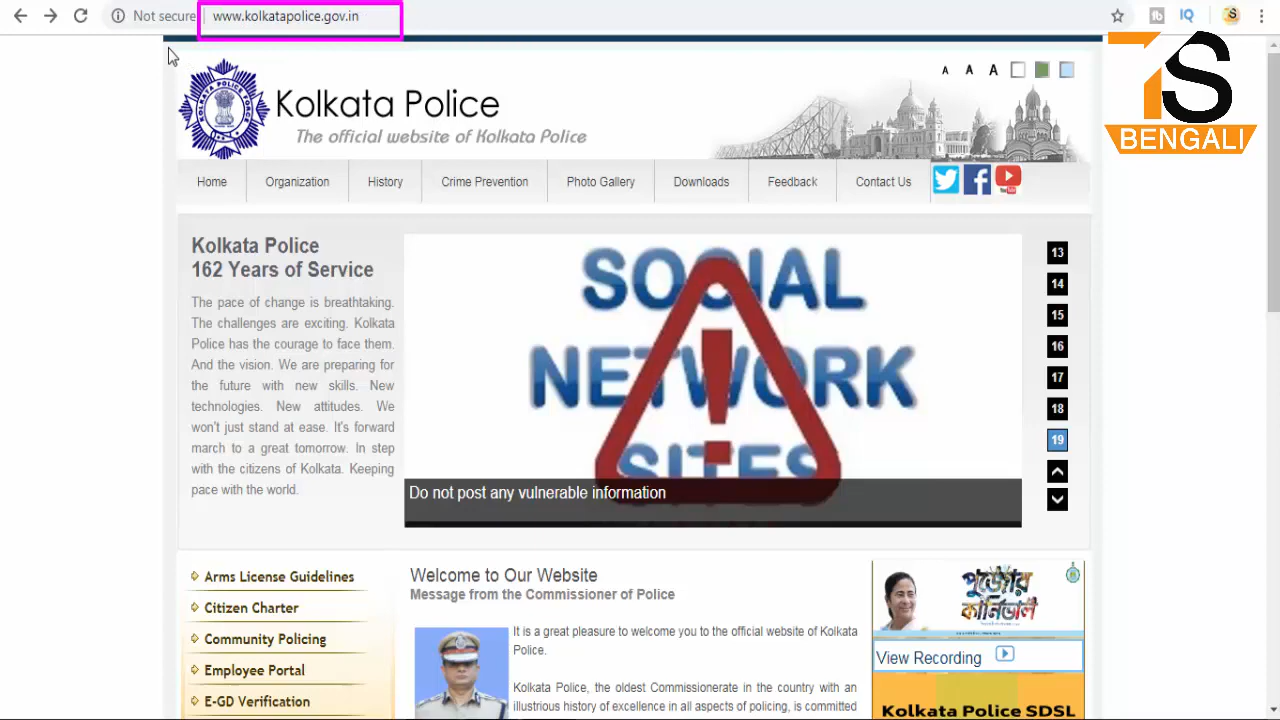 Not secure www.kolkatapolice.gov.in
IQ
S
TS
BENGALI
A A A
Kolkata Police
The official website of Kolkata Police
Home Organization History Crime Prevention Photo Gallery Downloads Feedback Contact Us
Kolkata Police
162 Years of Service
The pace of change is breathtaking.
The challenges are exciting. Kolkata
Police has the courage to face them.
And the vision. We are preparing for
the future with new skills. New
technologies. New attitudes. We
won't just stand at ease. It's forward
march to a great tomorrow. In step
with the citizens of Kolkata. Keeping
pace with the world.
SOCIAL
NETWORK
SITES
Do not post any vulnerable information
13
14
15
16
17
18
19
Arms License Guidelines
Citizen Charter
Community Policing
Employee Portal
E-GD Verification
Welcome to Our Website
Message from the Commissioner of Police
It is a great pleasure to welcome you to the official website of Kolkata
Police.
Kolkata Police, the oldest Commissionerate in the country with an
illustrious history of excellence in all aspects of policing, is committed
পুজোর
কার্নিভাল
View Recording
Kolkata Police SDSL